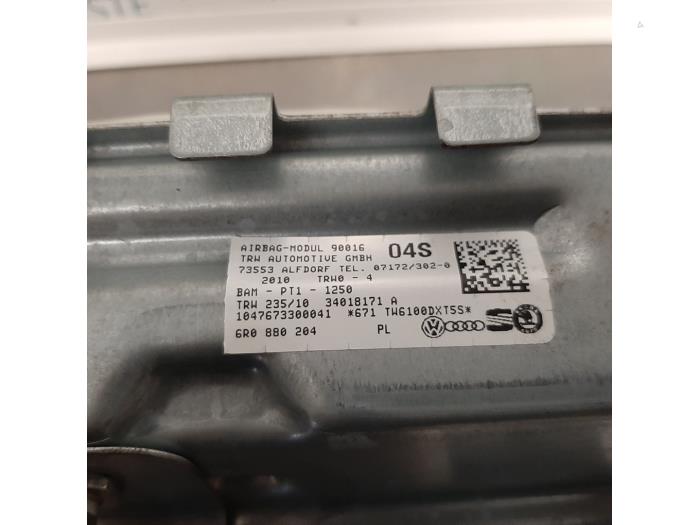 AIRBAG-MODUL 90016 04S
TRW AUTOMOTIVE GMBH
73553 ALFDORF TEL. 07172/302-0
2010 TRW0 - 4
BAM - PT1 - 1250
TRW 235/10 34018171 A
1047673300041 *671 TW6100DXT5S*
6R0 880 204 PL